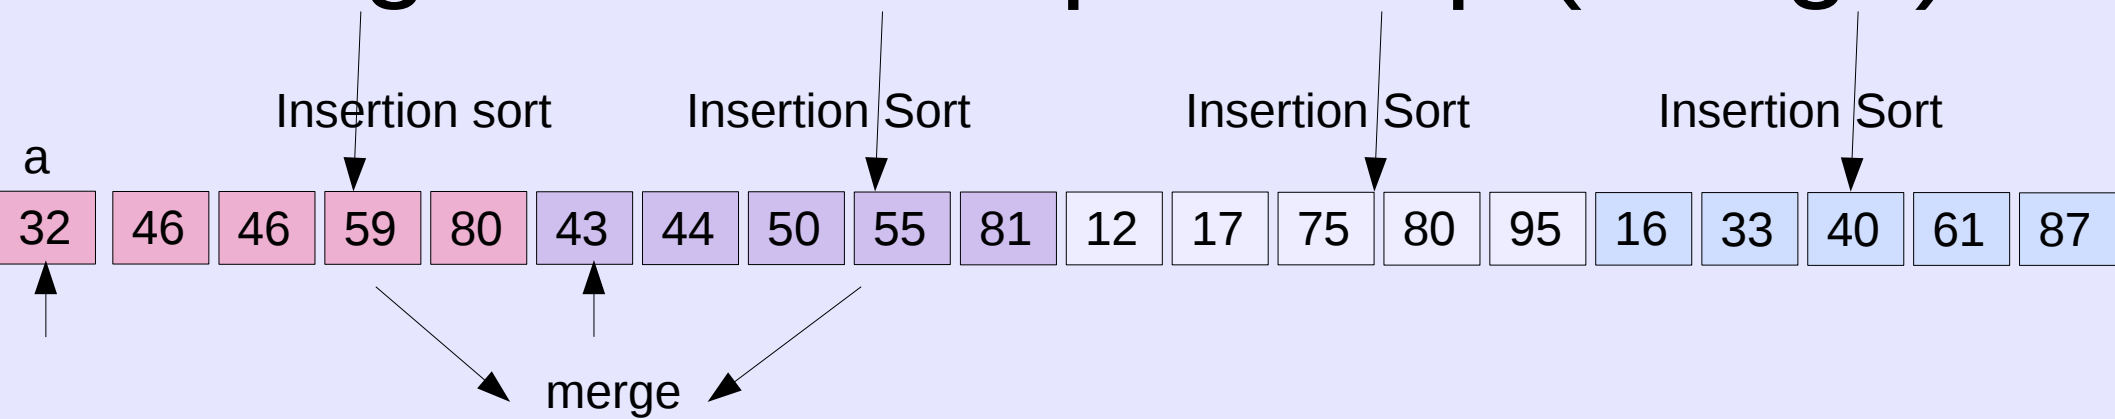 Insertion sort Insertion Sort Insertion Sort Insertion Sort
a
32 46 46 59 80 43 44 50 55 81 12 17 75 80 95 16 33 40 61 87
merge